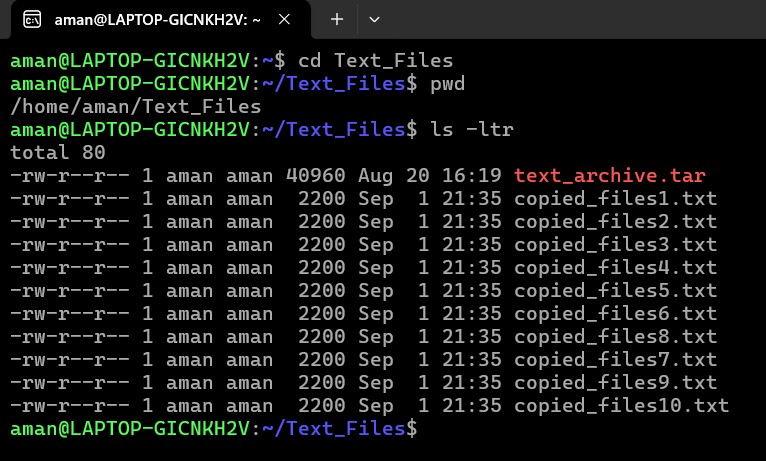 aman@LAPTOP-GICNKH2V: ~
aman@LAPTOP-GICNKH2V:~$ cd Text_Files
aman@LAPTOP-GICNKH2V:~/Text_Files$ pwd
/home/aman/Text_Files
aman@LAPTOP-GICNKH2V:~/Text_Files$ ls -ltr
total 80
-rw-r--r-- 1 aman aman 40960 Aug 20 16:19 text_archive.tar
-rw-r--r-- 1 aman aman  2200 Sep  1 21:35 copied_files1.txt
-rw-r--r-- 1 aman aman  2200 Sep  1 21:35 copied_files2.txt
-rw-r--r-- 1 aman aman  2200 Sep  1 21:35 copied_files3.txt
-rw-r--r-- 1 aman aman  2200 Sep  1 21:35 copied_files4.txt
-rw-r--r-- 1 aman aman  2200 Sep  1 21:35 copied_files5.txt
-rw-r--r-- 1 aman aman  2200 Sep  1 21:35 copied_files6.txt
-rw-r--r-- 1 aman aman  2200 Sep  1 21:35 copied_files8.txt
-rw-r--r-- 1 aman aman  2200 Sep  1 21:35 copied_files7.txt
-rw-r--r-- 1 aman aman  2200 Sep  1 21:35 copied_files9.txt
-rw-r--r-- 1 aman aman  2200 Sep  1 21:35 copied_files10.txt
aman@LAPTOP-GICNKH2V:~/Text_Files$